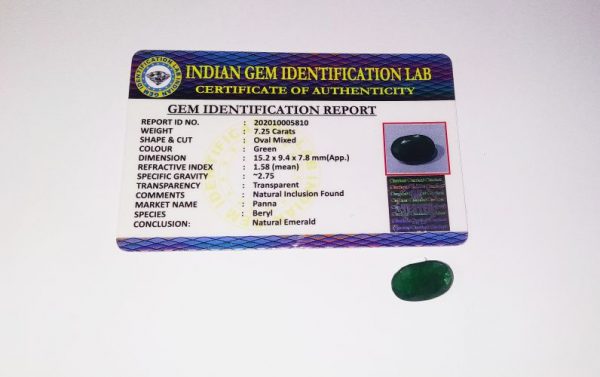 INDIAN GEM IDENTIFICATION LAB
CERTIFICATE OF AUTHENTICITY
GEM IDENTIFICATION REPORT
REPORT ID NO. : 202010005810
WEIGHT : 7.25 Carats
SHAPE & CUT : Oval Mixed
COLOUR : Green
DIMENSION : 15.2 x 9.4 x 7.8 mm(App.)
REFRACTIVE INDEX : 1.58 (mean)
SPECIFIC GRAVITY : ~2.75
TRANSPARENCY : Transparent
COMMENTS : Natural Inclusion Found
MARKET NAME : Panna
SPECIES : Beryl
CONCLUSION: : Natural Emerald